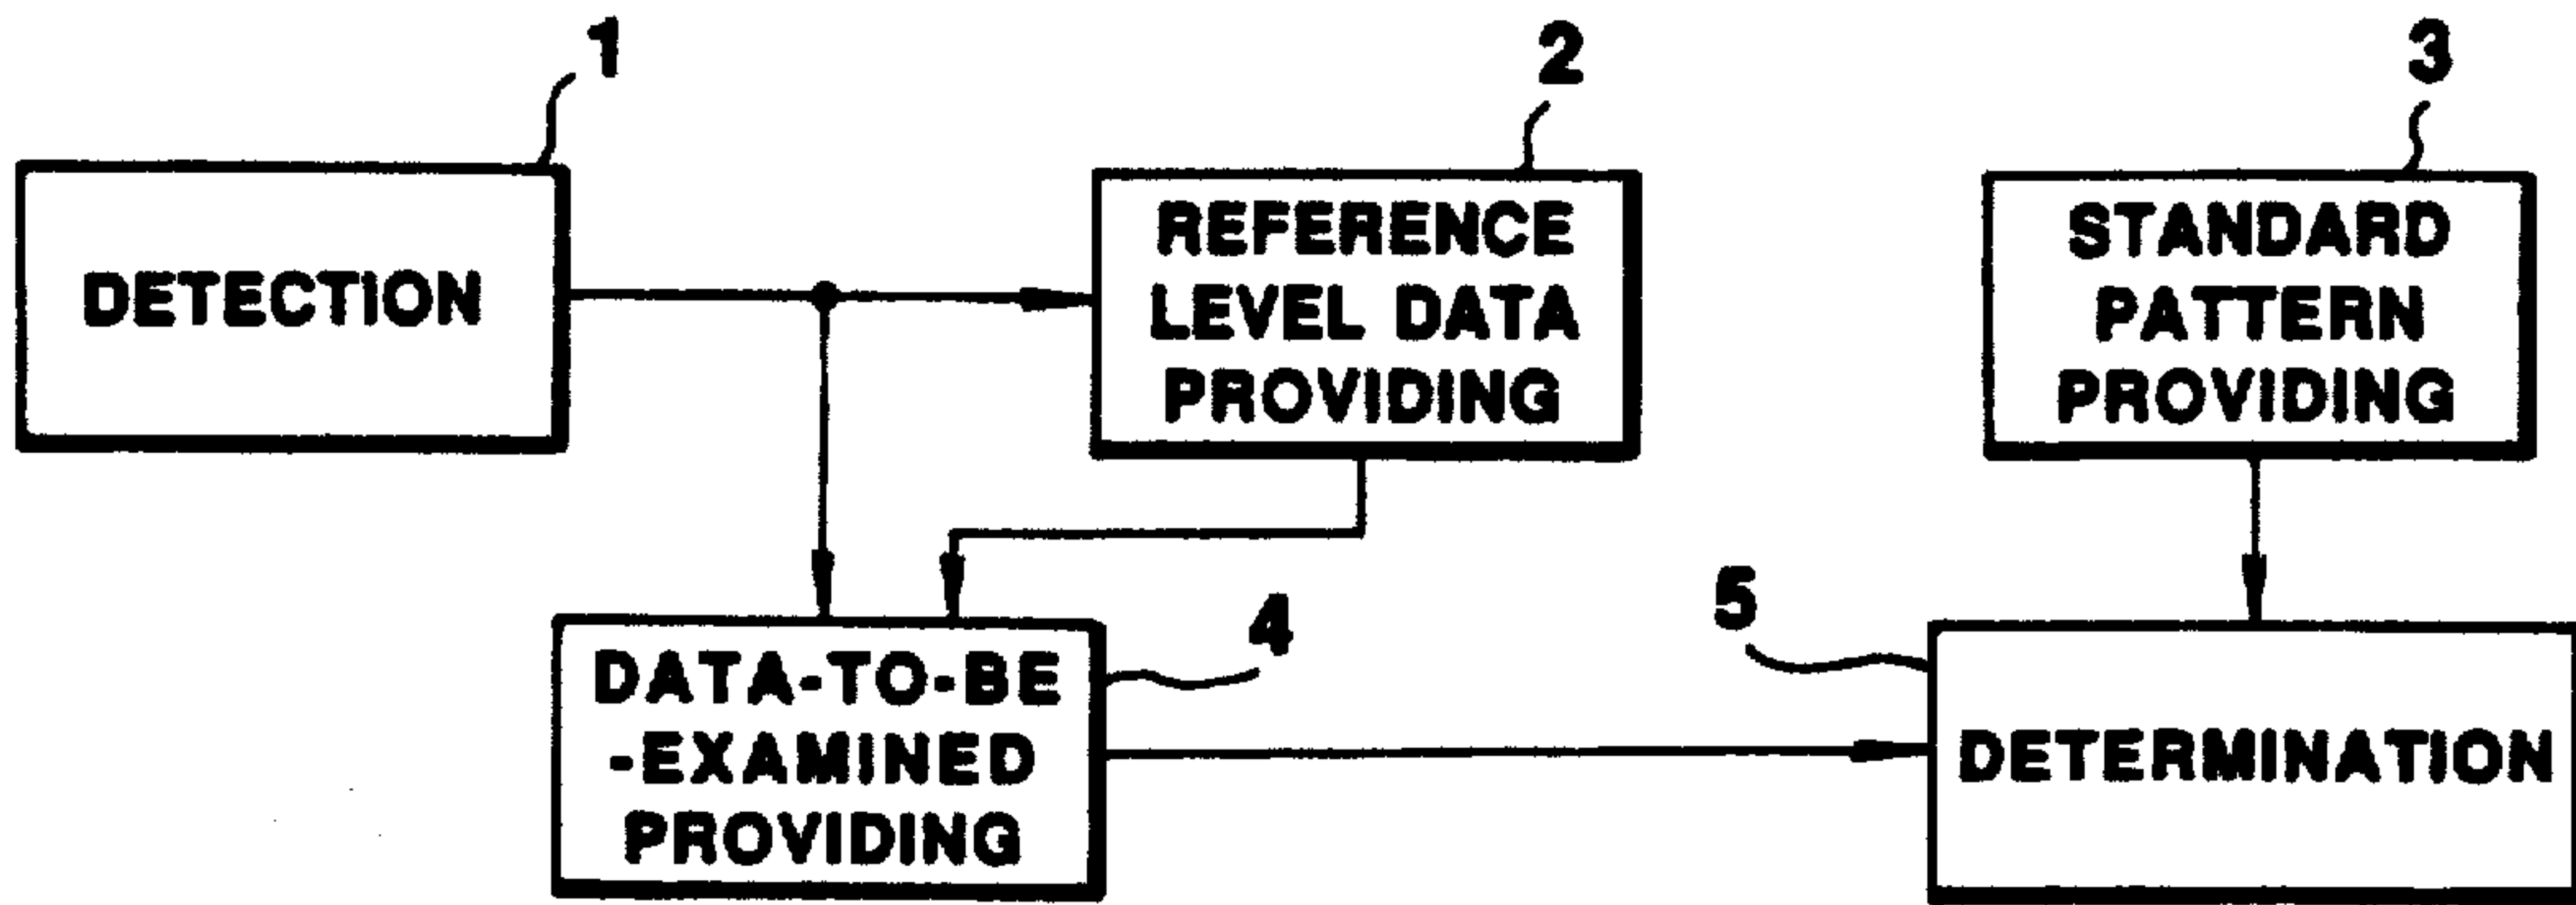 1
2
3
DETECTION
REFERENCE
LEVEL DATA
PROVIDING
STANDARD
PATTERN
PROVIDING
4
5
DATA-TO-BE
-EXAMINED
PROVIDING
DETERMINATION